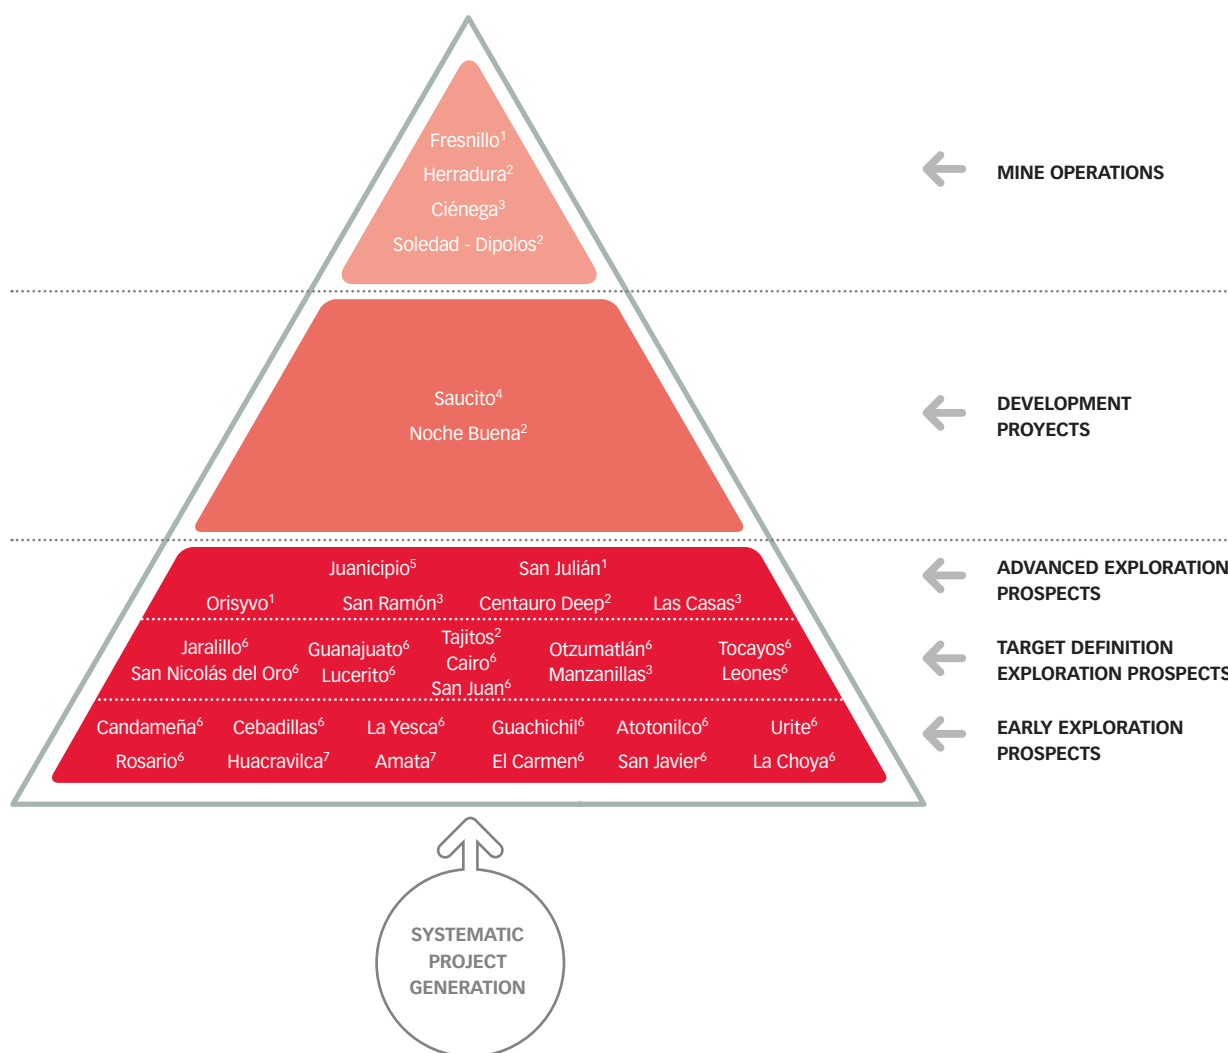 Fresnillo¹
Herradura²
Ciénega³
Soledad - Dipolos²
MINE OPERATIONS
Saucito⁴
Noche Buena²
DEVELOPMENT
PROYECTS
Juanicipio⁵ San Julián¹
Orisyvo¹ San Ramón³ Centauro Deep² Las Casas³
ADVANCED EXPLORATION
PROSPECTS
Jaralillo⁶
San Nicolás del Oro⁶
Guanajuato⁶
Lucerito⁶
Tajitos²
Cairo⁶
San Juan⁶
Otzumatlán⁶
Manzanillas³
Tocayos⁶
Leones⁶
TARGET DEFINITION
EXPLORATION PROSPECTS
Candameña⁶ Cebadillas⁶ La Yesca⁶ Guachichil⁶ Atotonilco⁶ Urite⁶
Rosario⁶ Huacravilca⁷ Amata⁷ El Carmen⁶ San Javier⁶ La Choya⁶
EARLY EXPLORATION
PROSPECTS
SYSTEMATIC
PROJECT
GENERATION